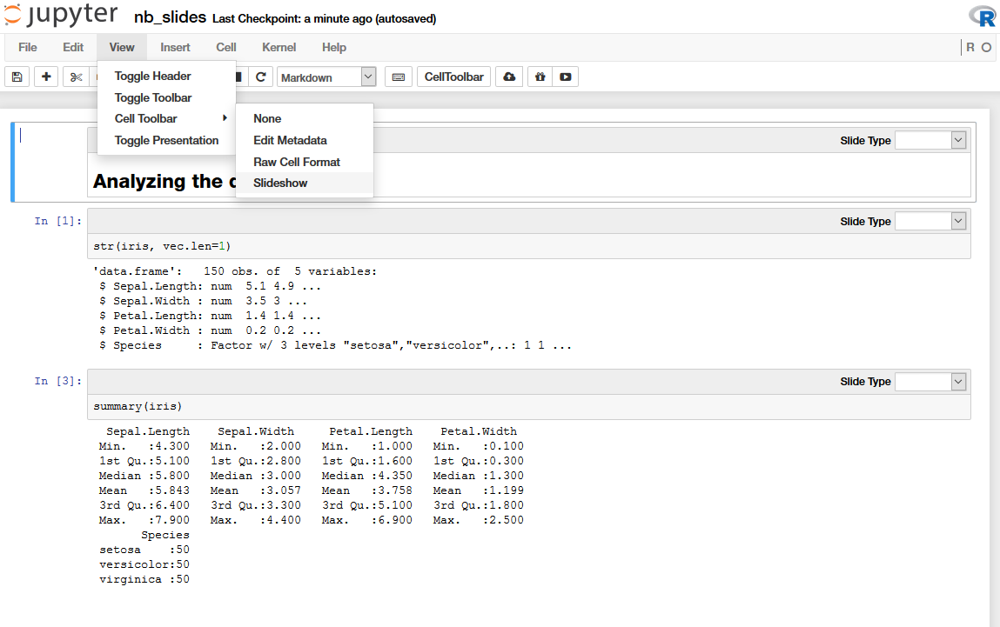 jupyter nb_slides Last Checkpoint: a minute ago (autosaved) R
File Edit View Insert Cell Kernel Help R
CellToolbar
Markdown
Toggle Header
Toggle Toolbar
Cell Toolbar
Toggle Presentation
None
Edit Metadata
Raw Cell Format
Slideshow
Slide Type
Analyzing the
In [1]: Slide Type
str(iris, vec.len=1)
'data.frame':   150 obs. of  5 variables:
 $ Sepal.Length: num  5.1 4.9 ...
 $ Sepal.Width : num  3.5 3 ...
 $ Petal.Length: num  1.4 1.4 ...
 $ Petal.Width : num  0.2 0.2 ...
 $ Species     : Factor w/ 3 levels "setosa","versicolor",..: 1 1 ...
In [3]: Slide Type
summary(iris)
  Sepal.Length    Sepal.Width     Petal.Length    Petal.Width
 Min.   :4.300   Min.   :2.000   Min.   :1.000   Min.   :0.100
 1st Qu.:5.100   1st Qu.:2.800   1st Qu.:1.600   1st Qu.:0.300
 Median :5.800   Median :3.000   Median :4.350   Median :1.300
 Mean   :5.843   Mean   :3.057   Mean   :3.758   Mean   :1.199
 3rd Qu.:6.400   3rd Qu.:3.300   3rd Qu.:5.100   3rd Qu.:1.800
 Max.   :7.900   Max.   :4.400   Max.   :6.900   Max.   :2.500
       Species
 setosa    :50
 versicolor:50
 virginica :50